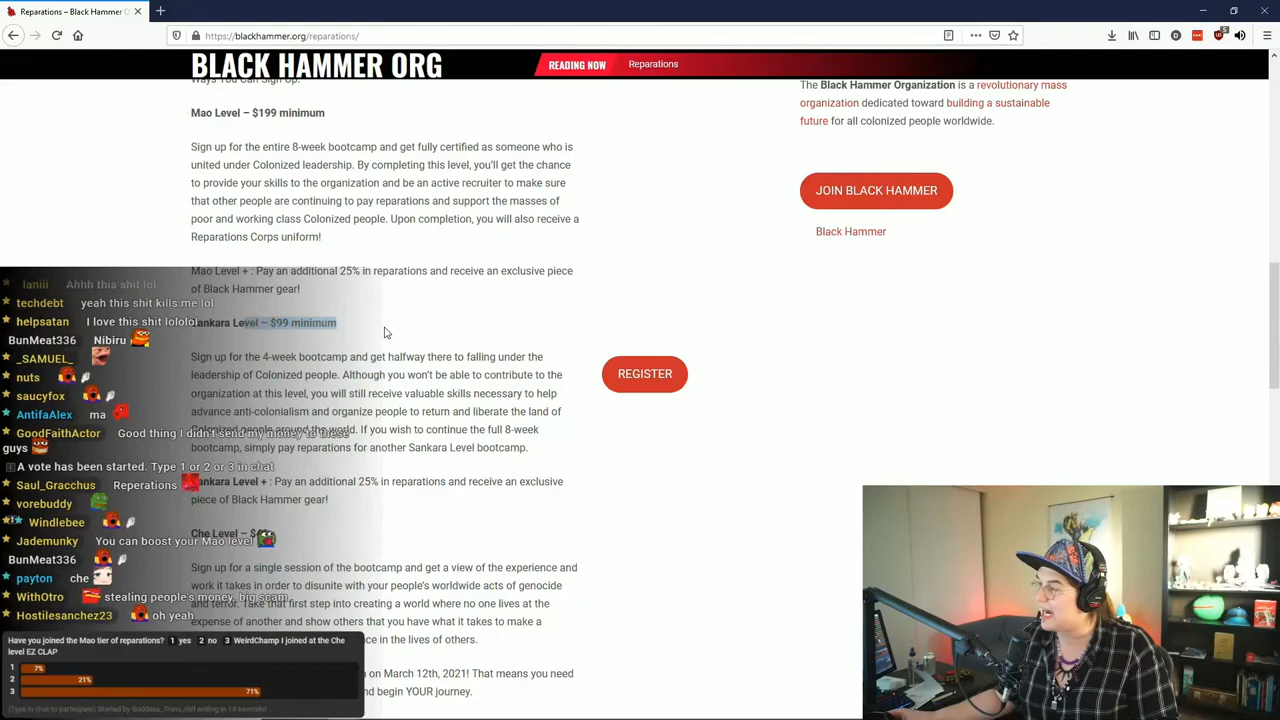 Reparations – Black Hammer O
https://blackhammer.org/reparations/
BLACK HAMMER ORG
READING NOW
Reparations
Ways You Can Sign Up:
Mao Level – $199 minimum
Sign up for the entire 8-week bootcamp and get fully certified as someone who is
united under Colonized leadership. By completing this level, you'll get the chance
to provide your skills to the organization and be an active recruiter to make sure
that other people are continuing to pay reparations and support the masses of
poor and working class Colonized people. Upon completion, you will also receive a
Reparations Corps uniform!
Mao Level + : Pay an additional 25% in reparations and receive an exclusive piece
of Black Hammer gear!
Sankara Level – $99 minimum
Sign up for the 4-week bootcamp and get halfway there to falling under the
leadership of Colonized people. Although you won't be able to contribute to the
organization at this level, you will still receive valuable skills necessary to help
advance anti-colonialism and organize people to return and liberate the land of
Colonized people around the world. If you wish to continue the full 8-week
bootcamp, simply pay reparations for another Sankara Level bootcamp.
Sankara Level + : Pay an additional 25% in reparations and receive an exclusive
piece of Black Hammer gear!
Che Level – $
Sign up for a single session of the bootcamp and get a view of the experience and
work it takes in order to disunite with your people's worldwide acts of genocide
and terror. Take that first step into creating a world where no one lives at the
expense of another and show others that you have what it takes to make a
ce in the lives of others.
on March 12th, 2021! That means you need
nd begin YOUR journey.
REGISTER
The Black Hammer Organization is a revolutionary mass
organization dedicated toward building a sustainable
future for all colonized people worldwide.
JOIN BLACK HAMMER
Black Hammer
laniii Ahhh this shit lol
techdebt yeah this shit kills me lol
helpsatan I love this shit lololol
BunMeat336 Nibiru
_SAMUEL_
nuts
saucyfox
AntifaAlex ma
GoodFaithActor Good thing I didn't send my money to these
guys
A vote has been started. Type 1 or 2 or 3 in chat
Saul_Gracchus Reperations
vorebuddy
Windlebee
Jademunky You can boost your Mao level
BunMeat336
payton che
WithOtro stealing people's money, big scam
Hostilesanchez23 oh yeah
Have you joined the Mao tier of reparations? 1 yes 2 no 3 WeirdChamp I joined at the Che
level EZ CLAP
1 7%
2 21%
3 71%